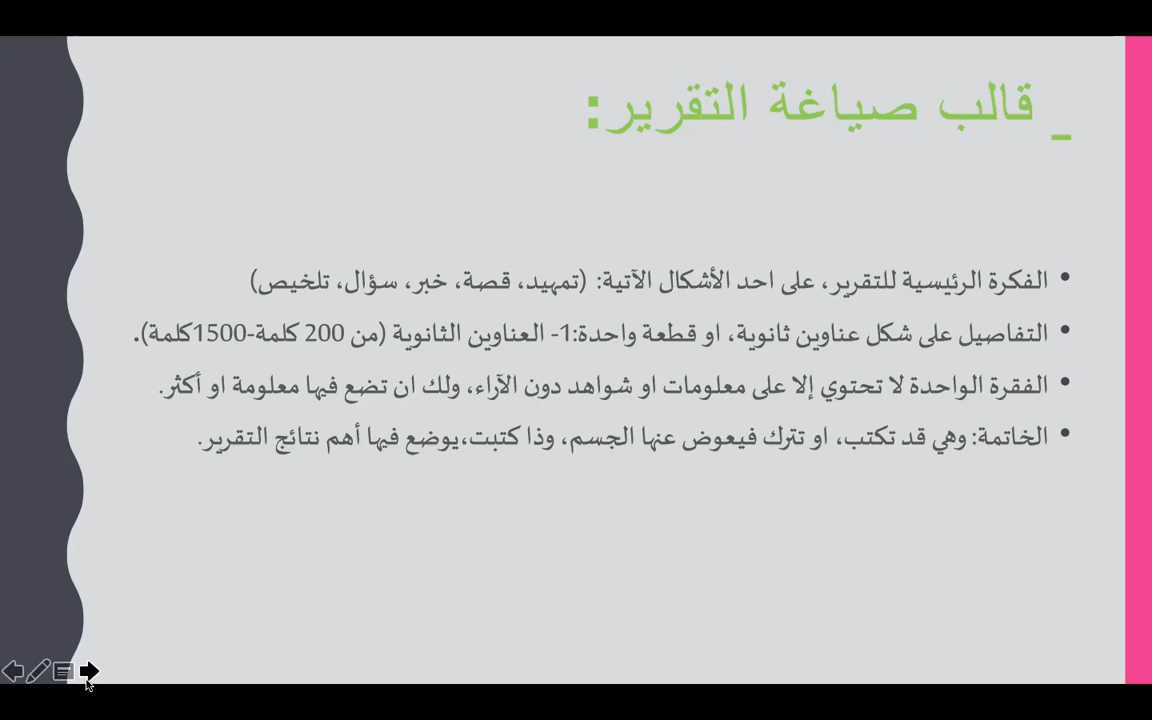 _ قالب صياغة التقرير:
• الفكرة الرئيسية للتقرير، على احد الأشكال الآتية: (تمهيد، قصة، خبر، سؤال، تلخيص)
• التفاصيل على شكل عناوين ثانوية، او قطعة واحدة:1- العناوين الثانوية (من 200 كلمة-1500كلمة).
• الفقرة الواحدة لا تحتوي إلا على معلومات او شواهد دون الآراء، ولك ان تضع فيها معلومة او أكثر.
• الخاتمة: وهي قد تكتب، او تترك فيعوض عنها الجسم، وذا كتبت،يوضع فيها أهم نتائج التقرير.